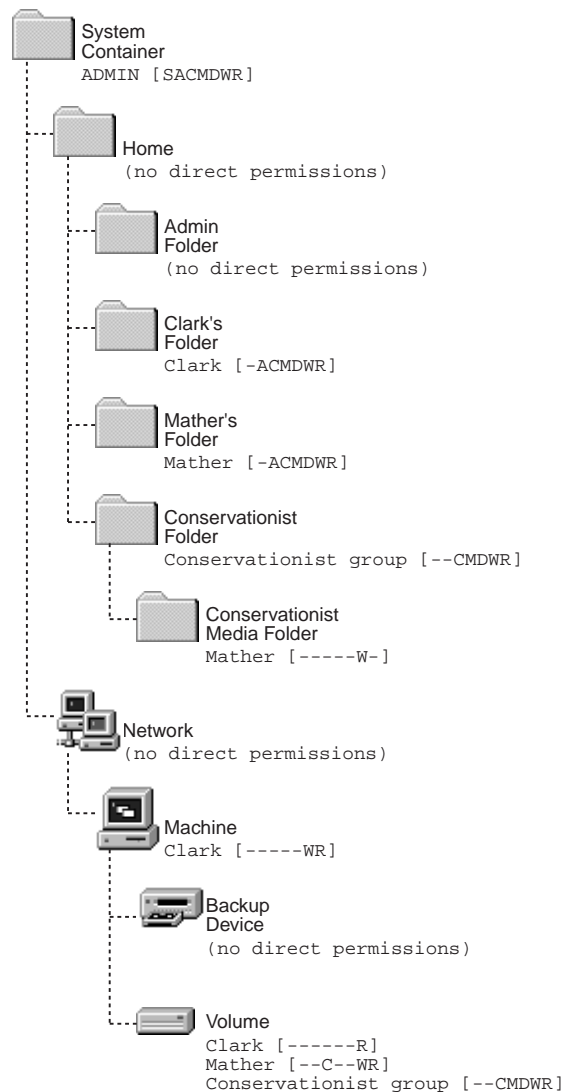 System
Container
ADMIN [SACMDWR]
Home
(no direct permissions)
Admin
Folder
(no direct permissions)
Clark's
Folder
Clark [-ACMDWR]
Mather's
Folder
Mather [-ACMDWR]
Conservationist
Folder
Conservationist group [--CMDWR]
Conservationist
Media Folder
Mather [-----W-]
Network
(no direct permissions)
Machine
Clark [-----WR]
Backup
Device
(no direct permissions)
Volume
Clark [------R]
Mather [--C--WR]
Conservationist group [--CMDWR]